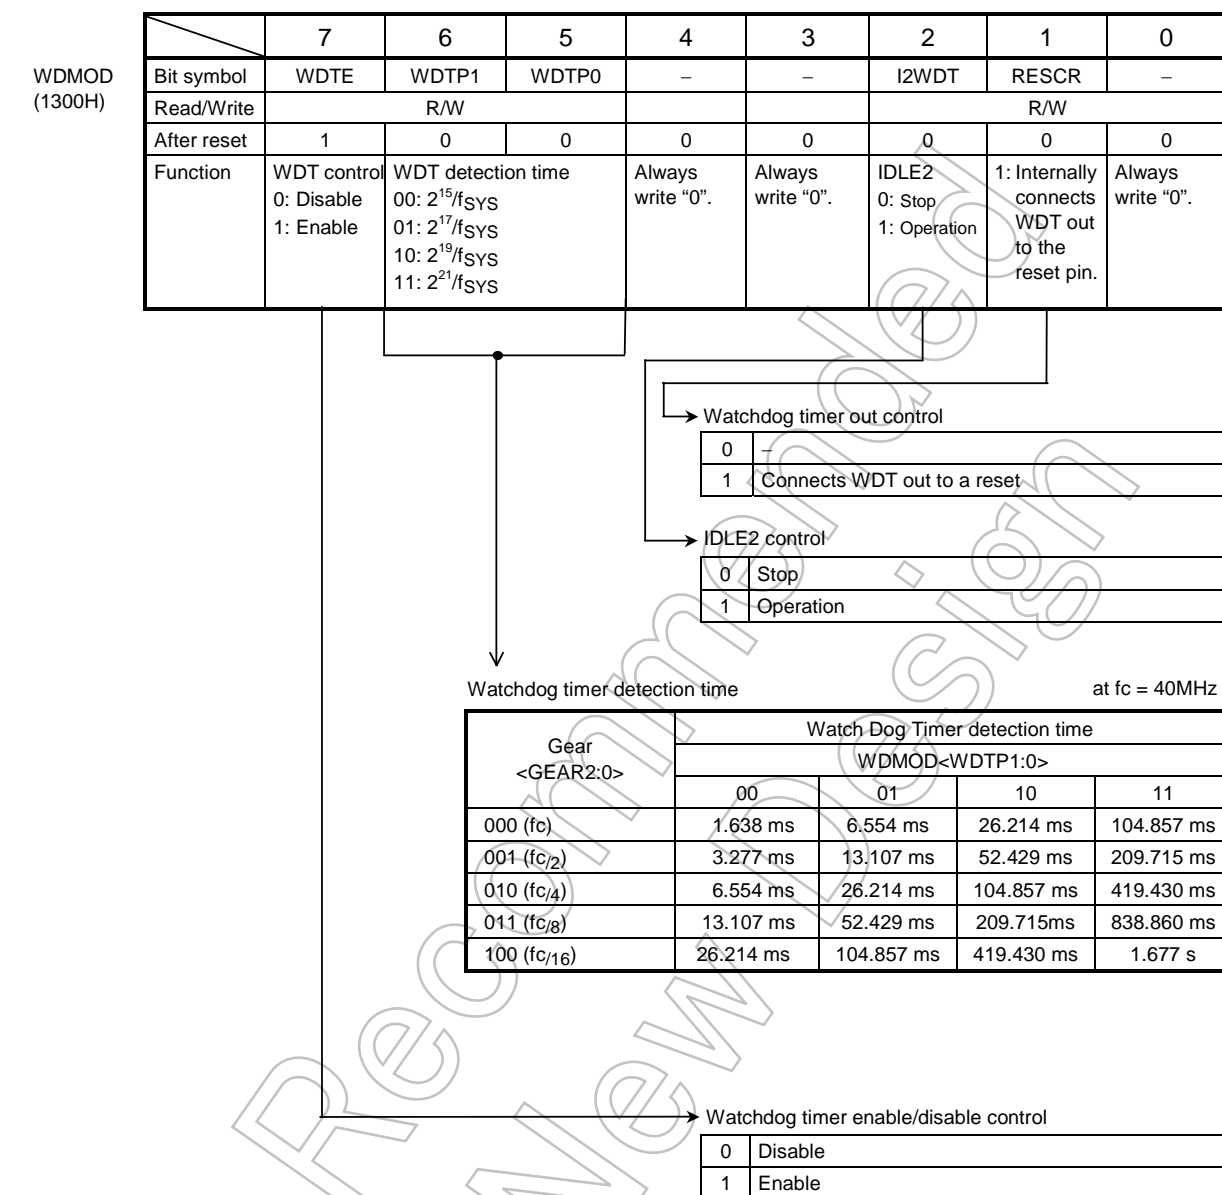 7 6 5 4 3 2 1 0
WDMOD (1300H)
Bit symbol WDTE WDTP1 WDTP0 – – I2WDT RESCR –
Read/Write R/W R/W
After reset 1 0 0 0 0 0 0 0
Function
WDT control
0: Disable
1: Enable
WDT detection time
00: 2^15/fSYS
01: 2^17/fSYS
10: 2^19/fSYS
11: 2^21/fSYS
Always
write “0”.
Always
write “0”.
IDLE2
0: Stop
1: Operation
1: Internally
connects
WDT out
to the
reset pin.
Always
write “0”.
Watchdog timer out control
0 –
1 Connects WDT out to a reset
IDLE2 control
0 Stop
1 Operation
Watchdog timer detection time at fc = 40MHz
Gear
<GEAR2:0>
Watch Dog Timer detection time
WDMOD<WDTP1:0>
00 01 10 11
000 (fc) 1.638 ms 6.554 ms 26.214 ms 104.857 ms
001 (fc/2) 3.277 ms 13.107 ms 52.429 ms 209.715 ms
010 (fc/4) 6.554 ms 26.214 ms 104.857 ms 419.430 ms
011 (fc/8) 13.107 ms 52.429 ms 209.715ms 838.860 ms
100 (fc/16) 26.214 ms 104.857 ms 419.430 ms 1.677 s
Watchdog timer enable/disable control
0 Disable
1 Enable
Recommended
New Design